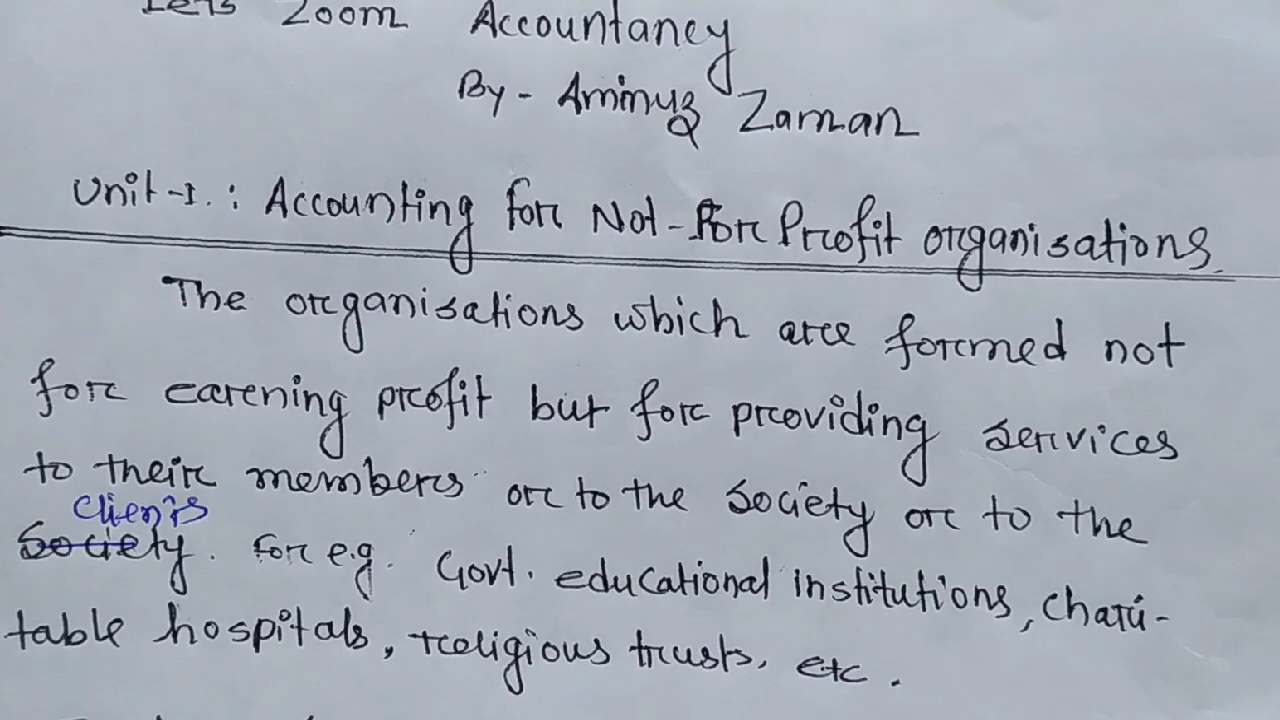 Let's Zoom Accountancy
By - Aminuz Zaman
Unit-I. : Accounting for Not-For Profit organisations.
The organisations which are formed not
for earening profit but for providing services
to their members or to the society or to the
clients
society. For e.g. Govt. educational institutions, chari-
table hospitals, religious trusts, etc.